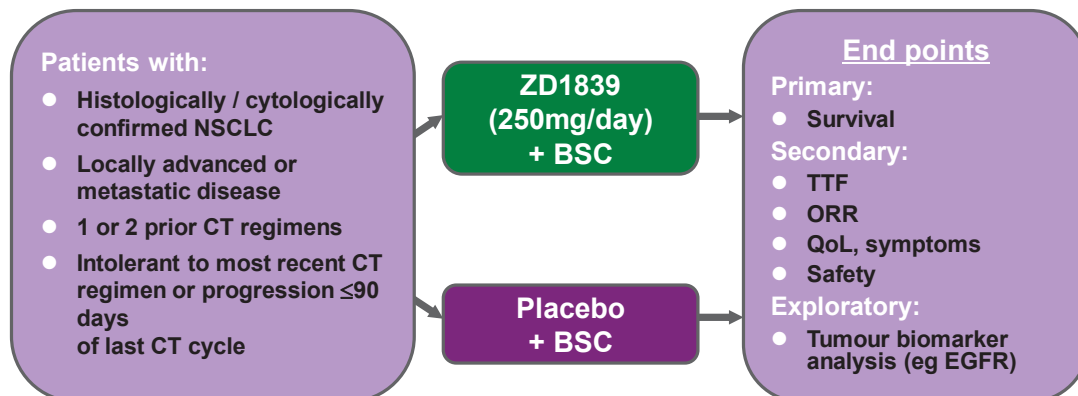 Patients with:
Histologically / cytologically
confirmed NSCLC
Locally advanced or
metastatic disease
1 or 2 prior CT regimens
Intolerant to most recent CT
regimen or progression ≤90
days
of last CT cycle
ZD1839
(250mg/day)
+ BSC
Placebo
+ BSC
End points
Primary:
Survival
Secondary:
TTF
ORR
QoL, symptoms
Safety
Exploratory:
Tumour biomarker
analysis (eg EGFR)